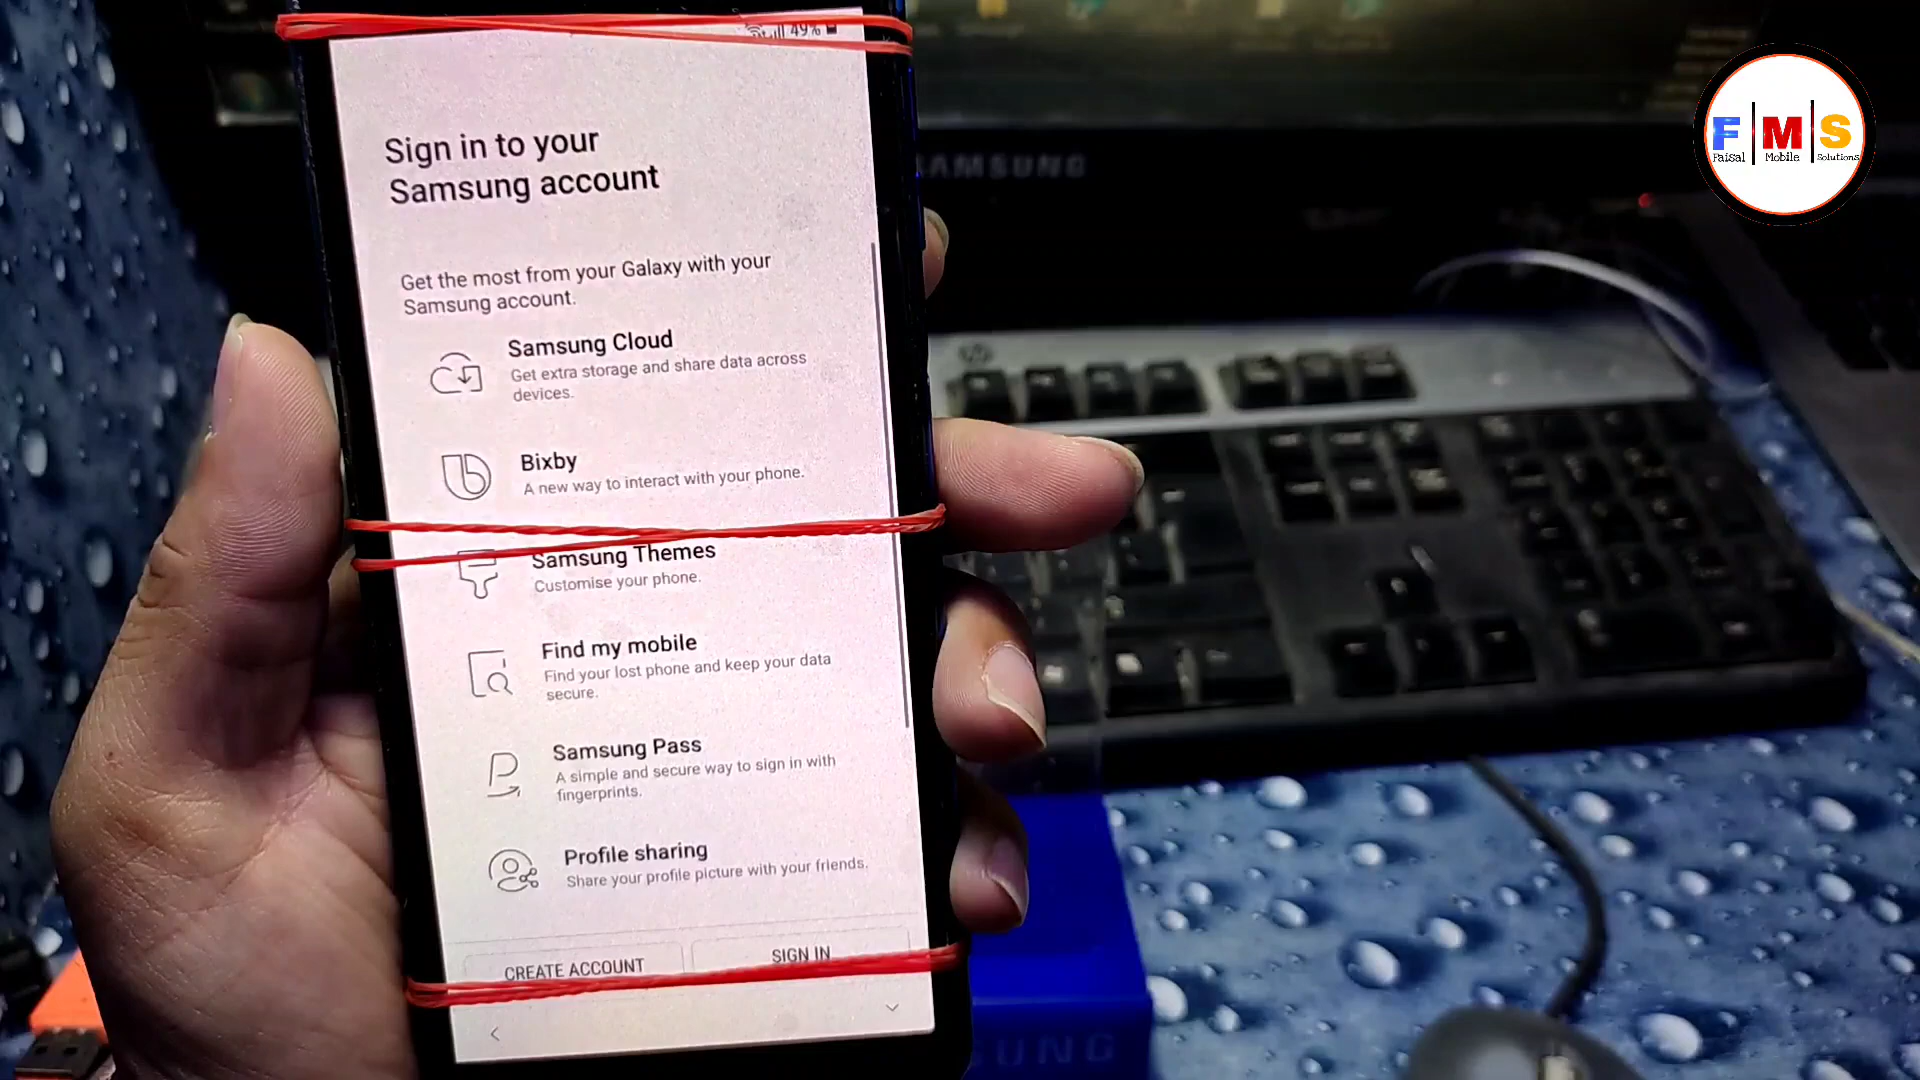 49%
Sign in to your
Samsung account
Get the most from your Galaxy with your
Samsung account.
Samsung Cloud
Get extra storage and share data across
devices.
Bixby
A new way to interact with your phone.
Samsung Themes
Customise your phone.
Find my mobile
Find your lost phone and keep your data
secure.
Samsung Pass
A simple and secure way to sign in with
fingerprints.
Profile sharing
Share your profile picture with your friends.
CREATE ACCOUNT
SIGN IN
SAMSUNG
F M S
Faisal Mobile Solutions
hp
UNG